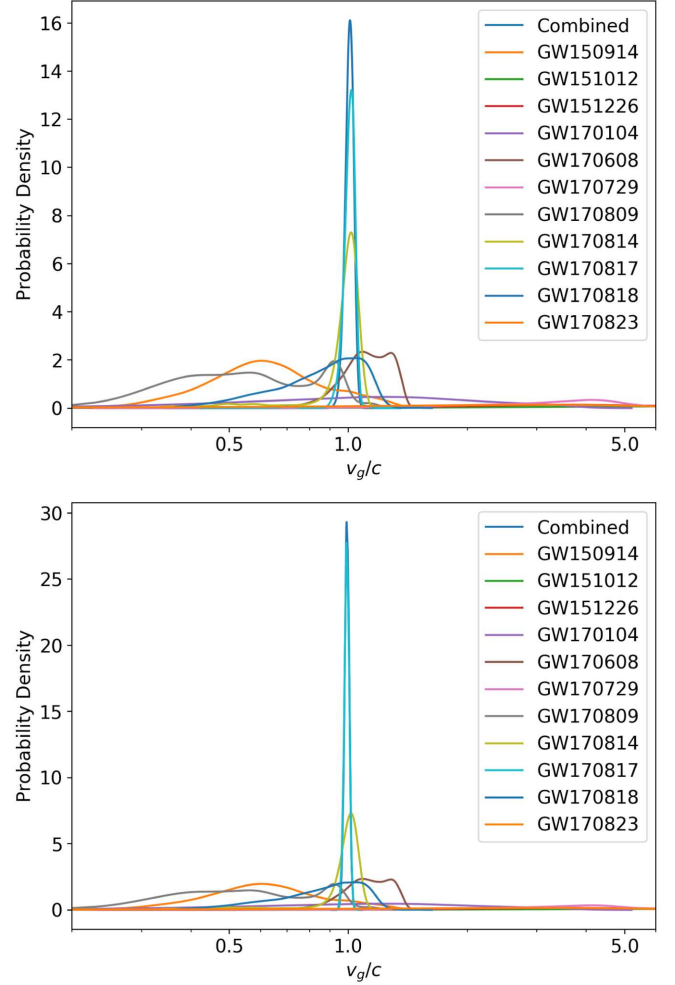 16
14
12
10
8
6
4
2
0
Probability Density
Combined
GW150914
GW151012
GW151226
GW170104
GW170608
GW170729
GW170809
GW170814
GW170817
GW170818
GW170823
0.5 1.0 5.0
v_g/c
30
25
20
15
10
5
0
Probability Density
Combined
GW150914
GW151012
GW151226
GW170104
GW170608
GW170729
GW170809
GW170814
GW170817
GW170818
GW170823
0.5 1.0 5.0
v_g/c